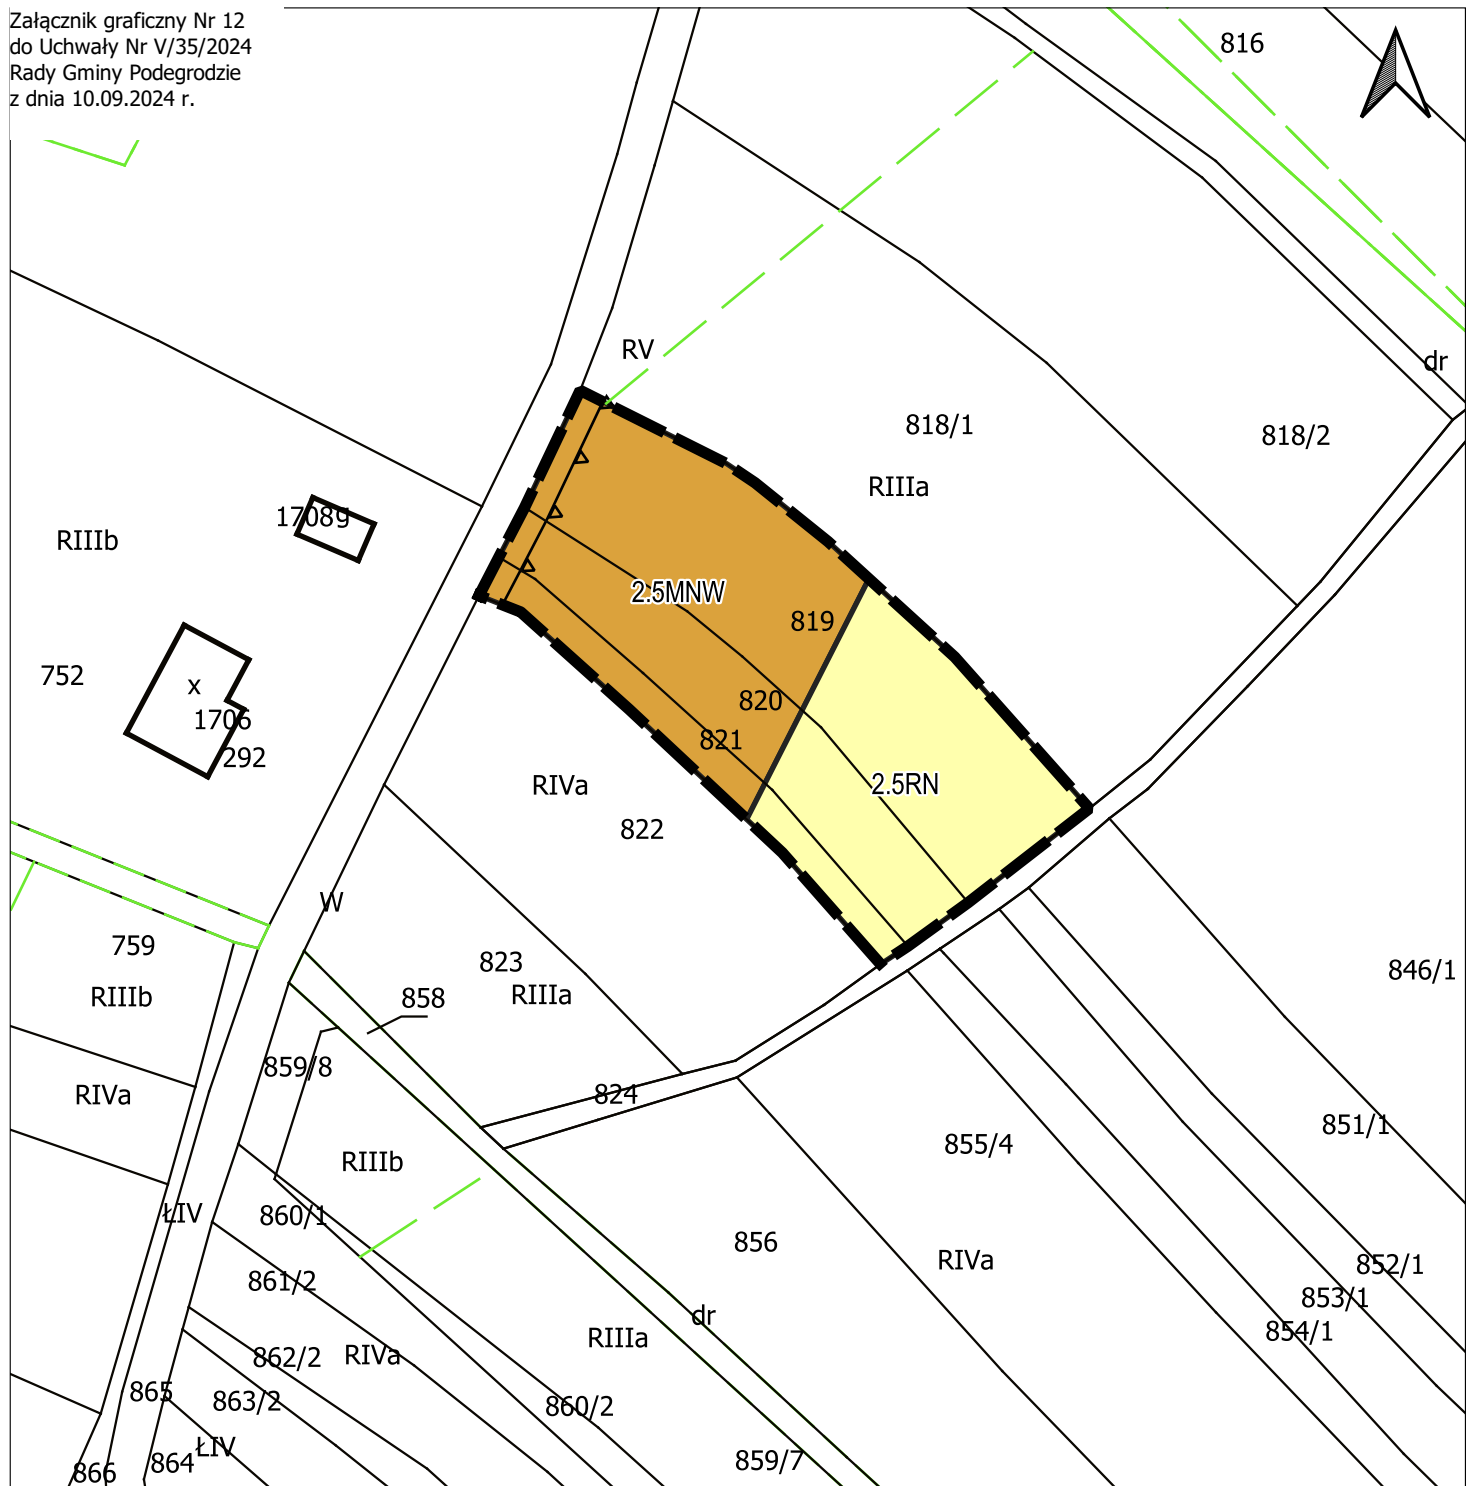 Załącznik graficzny Nr 12
do Uchwały Nr V/35/2024
Rady Gminy Podegrodzie
z dnia 10.09.2024 r.
816
RV
dr
818/1
818/2
RIIIa
1708g
RIIIb
2.5MNW
819
752
x
820
1706
821
292
RIVa
2.5RN
822
W
759
823
846/1
RIIIb
RIIIa
858
859/8
RIVa
824
851/1
855/4
RIIIb
ŁIV
860/1
856
RIVa
852/1
861/2
853/1
dr
854/1
RIIIa
862/2
RIVa
865
863/2
860/2
ŁIV
864
859/7
866